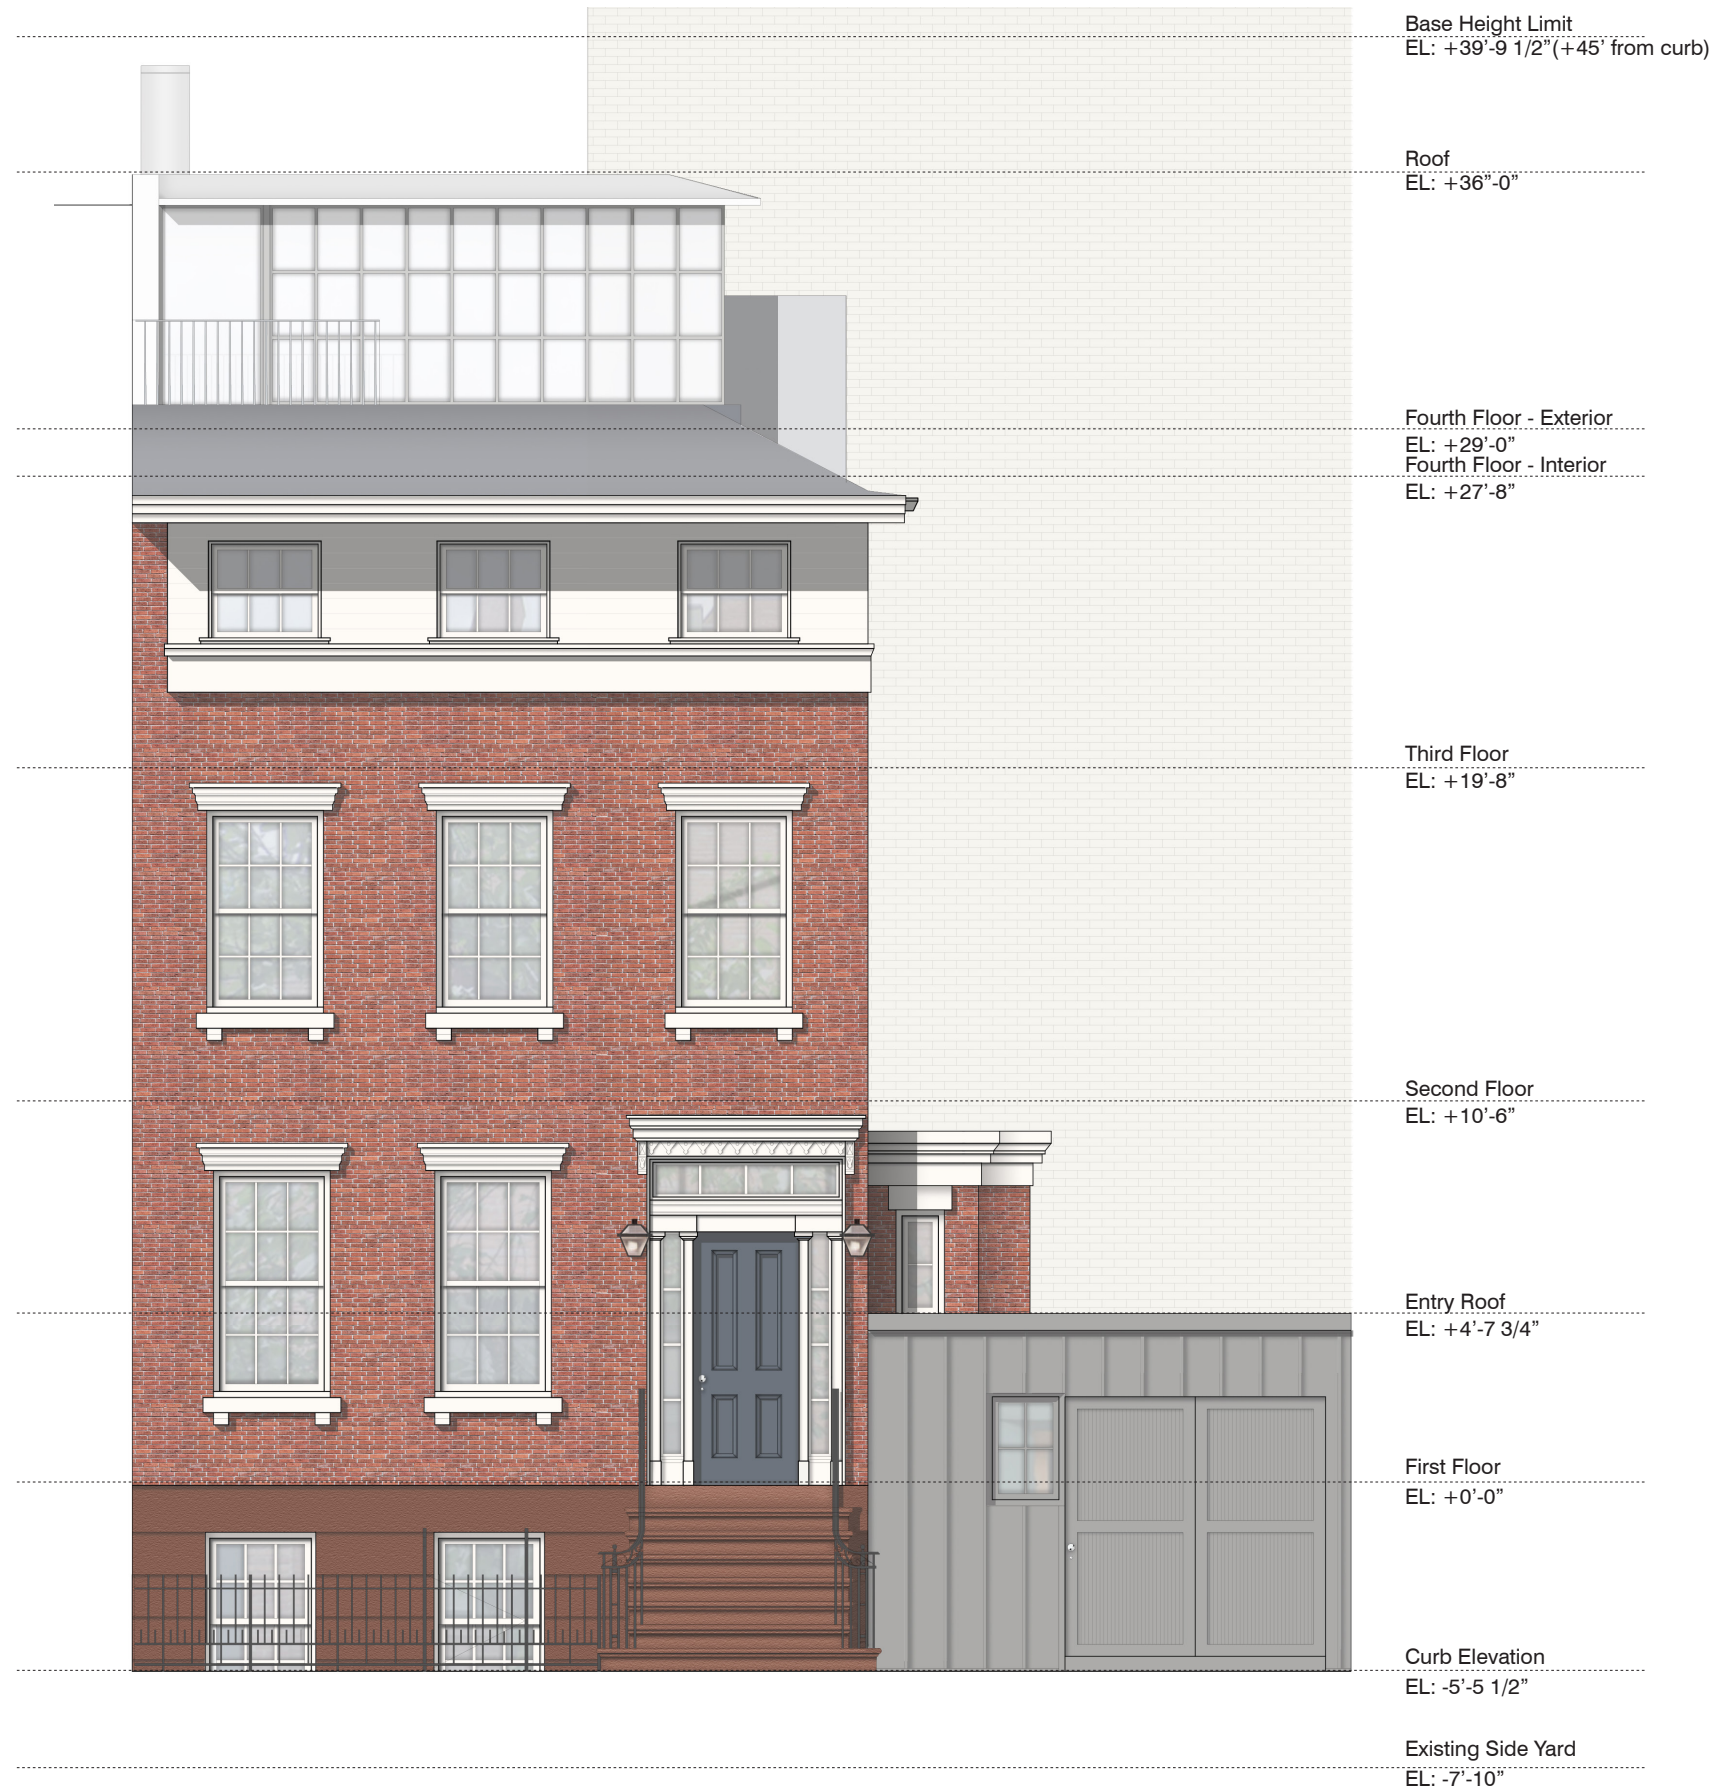 Base Height Limit
EL: +39’-9 1/2”(+45’ from curb)
Roof
EL: +36”-0”
Fourth Floor - Exterior
EL: +29’-0”
Fourth Floor - Interior
EL: +27’-8”
Third Floor
EL: +19’-8”
Second Floor
EL: +10’-6”
Entry Roof
EL: +4’-7 3/4”
First Floor
EL: +0’-0”
Curb Elevation
EL: -5’-5 1/2”
Existing Side Yard
EL: -7’-10”